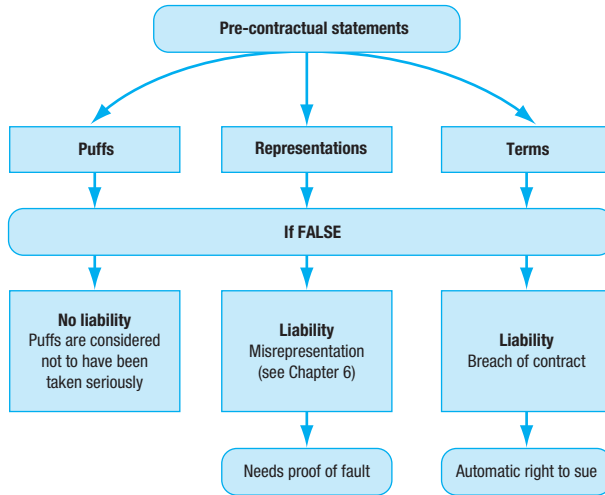 Pre-contractual statements
Puffs
Representations
Terms
If FALSE
No liability
Puffs are considered
not to have been
taken seriously
Liability
Misrepresentation
(see Chapter 6)
Liability
Breach of contract
Needs proof of fault
Automatic right to sue